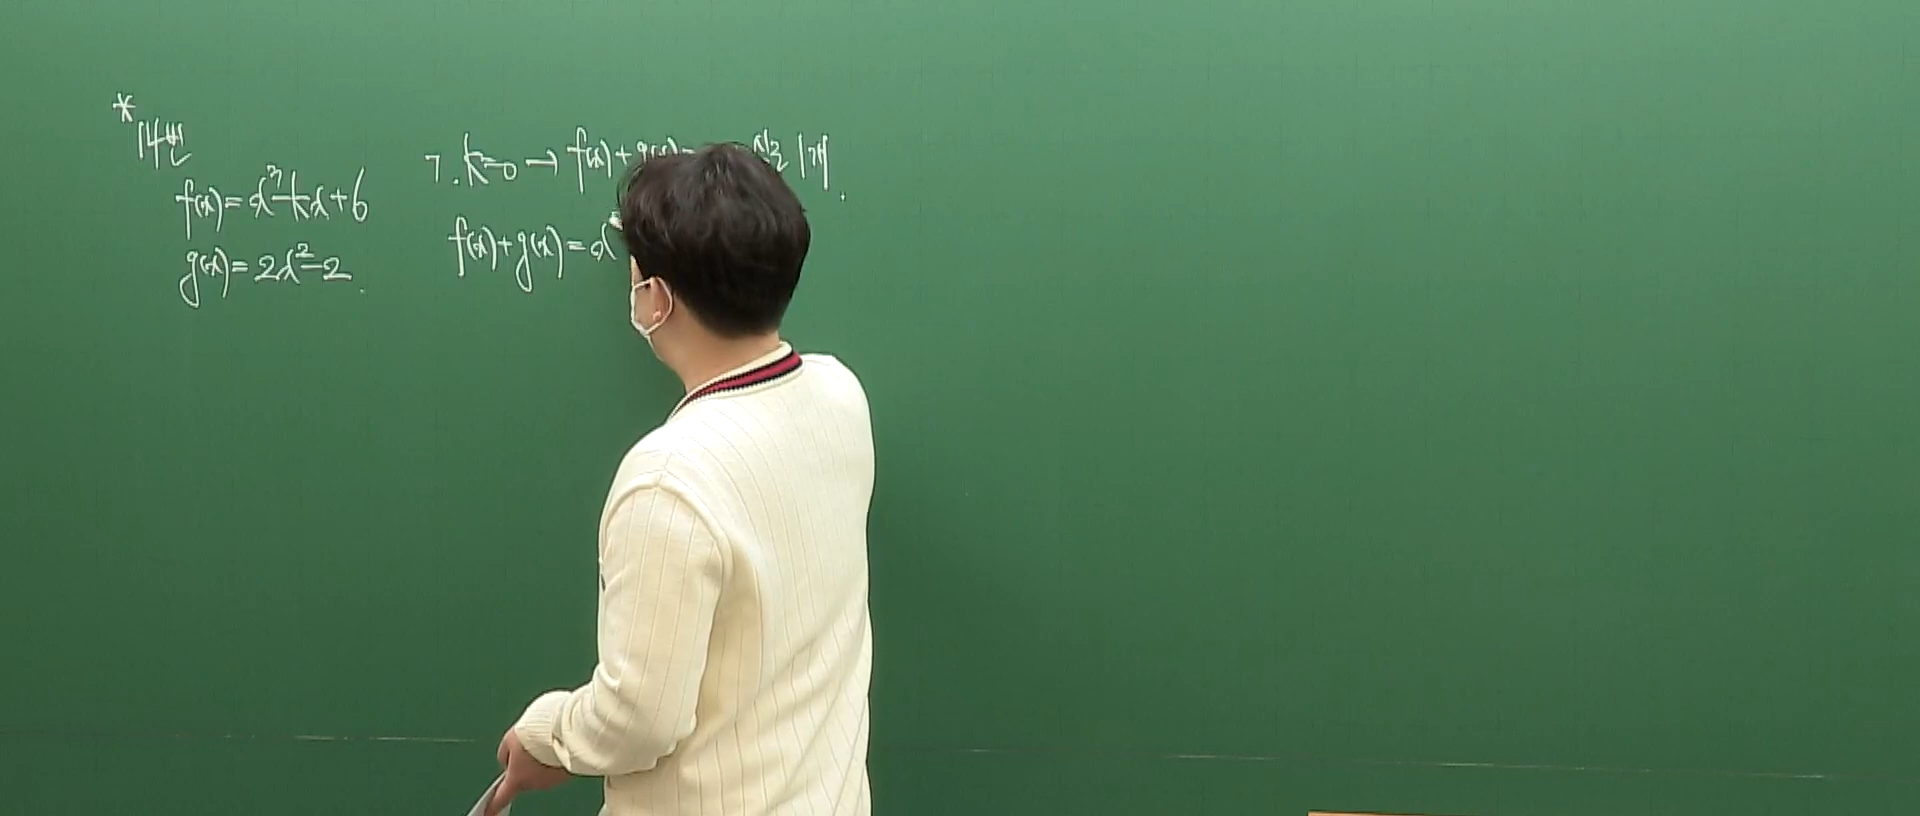 *
14번
f(x)=x³-kx+6
g(x)=2x²-2.
ㄱ. k=0 → f(x)+g(x)= 실근 1개.
f(x)+g(x)=x